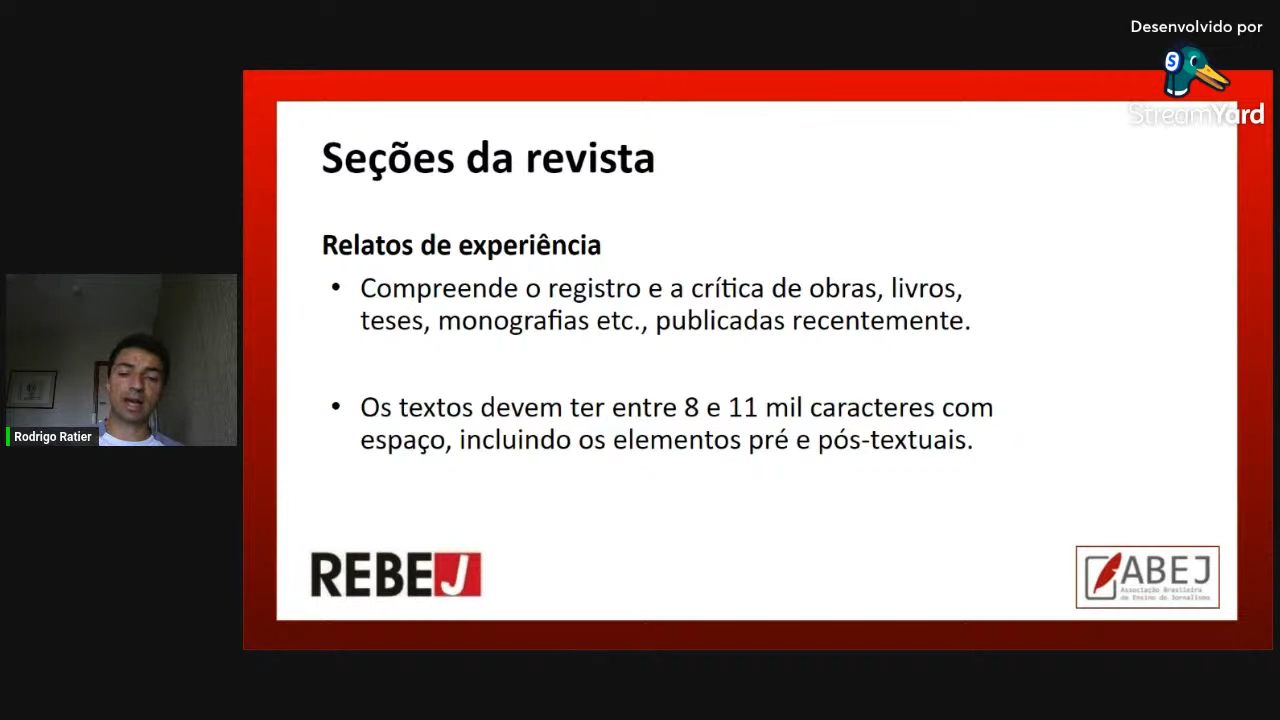 Desenvolvido por
StreamYard
Seções da revista
Relatos de experiência
• Compreende o registro e a crítica de obras, livros,
teses, monografias etc., publicadas recentemente.
• Os textos devem ter entre 8 e 11 mil caracteres com
espaço, incluindo os elementos pré e pós-textuais.
Rodrigo Ratier
REBEJ
ABEJ
Associação Brasileira
de Ensino de Jornalismo